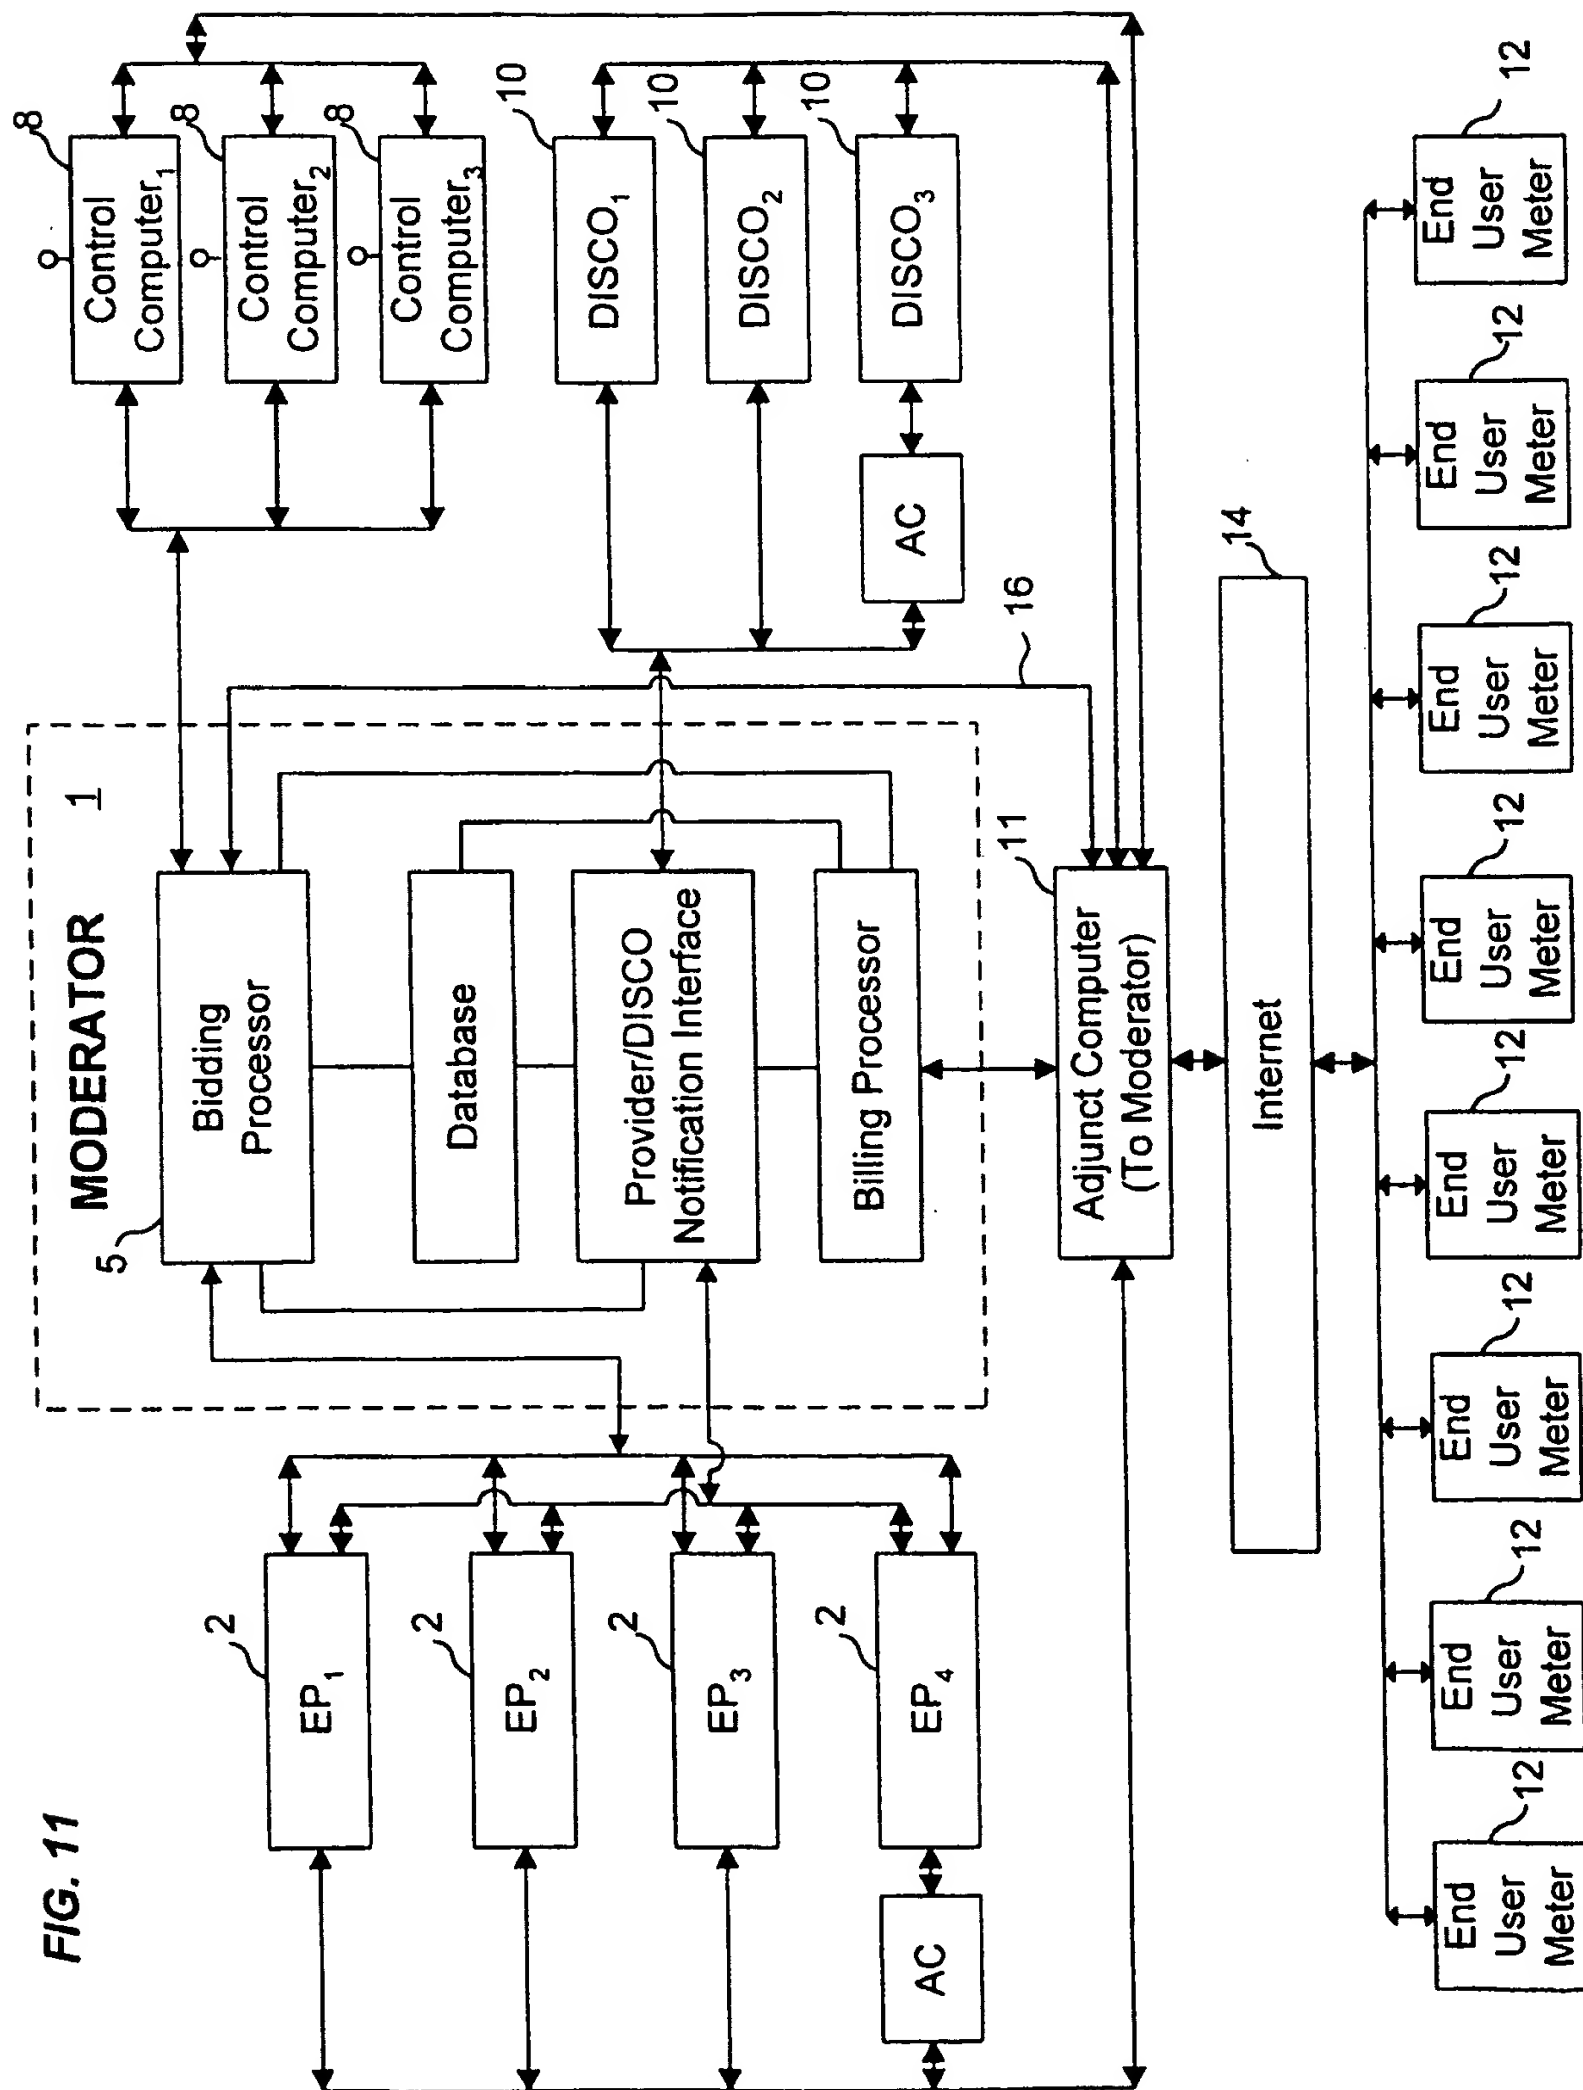 FIG. 11
MODERATOR
1
5
Bidding
Processor
Database
Provider/DISCO
Notification Interface
Billing Processor
2
EP1
2
EP2
2
EP3
2
EP4
AC
8
Control
Computer1
8
Control
Computer2
8
Control
Computer3
10
DISCO1
10
DISCO2
10
DISCO3
AC
16
11
Adjunct Computer
(To Moderator)
14
Internet
12
End
User
Meter
12
End
User
Meter
12
End
User
Meter
12
End
User
Meter
12
End
User
Meter
12
End
User
Meter
12
End
User
Meter
12
End
User
Meter